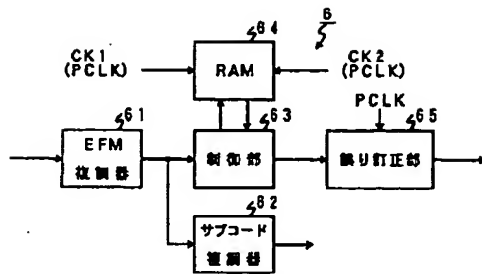 6
64
CK1
(PCLK)
RAM
CK2
(PCLK)
PCLK
61
63
65
EFM
復調器
制御部
誤り訂正部
62
サブコード
復調器